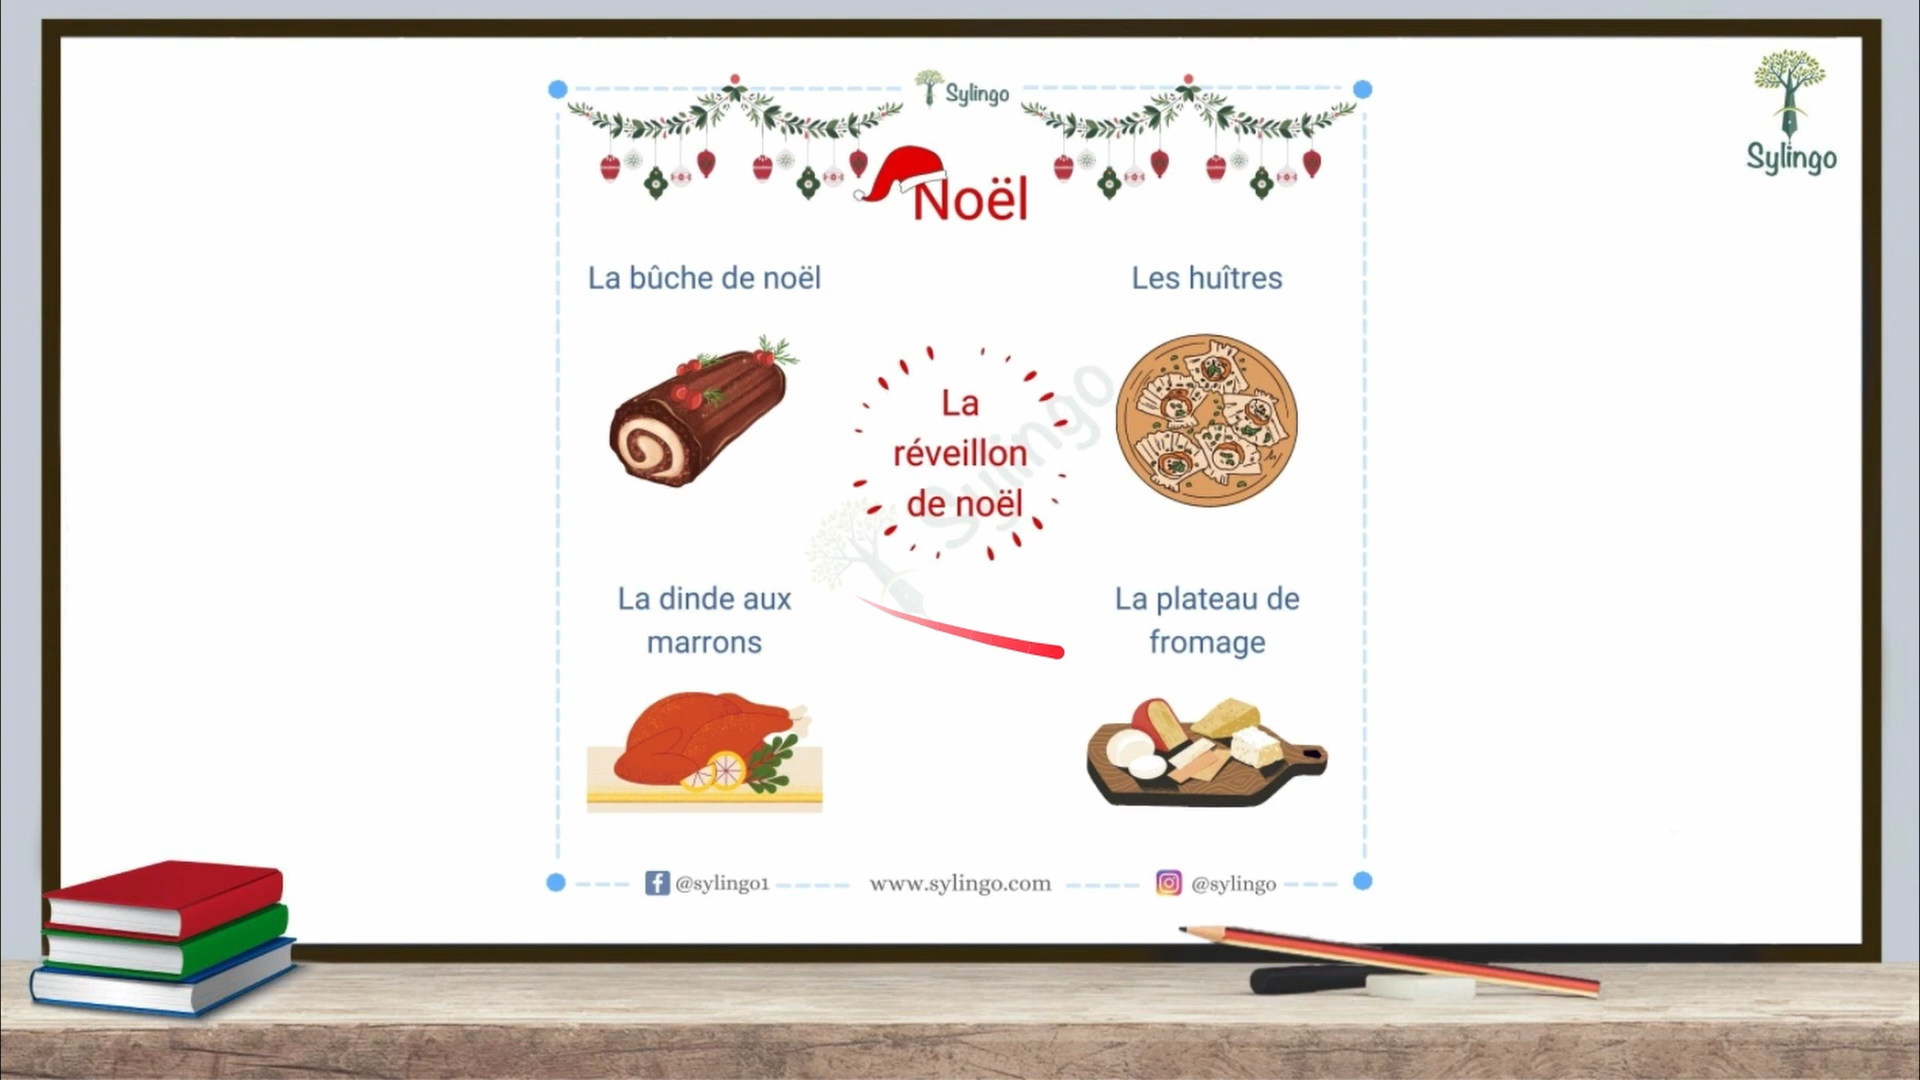 Sylingo
Sylingo
Noël
La bûche de noël
Les huîtres
La
réveillon
de noël
Sylingo
La dinde aux
marrons
La plateau de
fromage
@sylingo1
www.sylingo.com
@sylingo